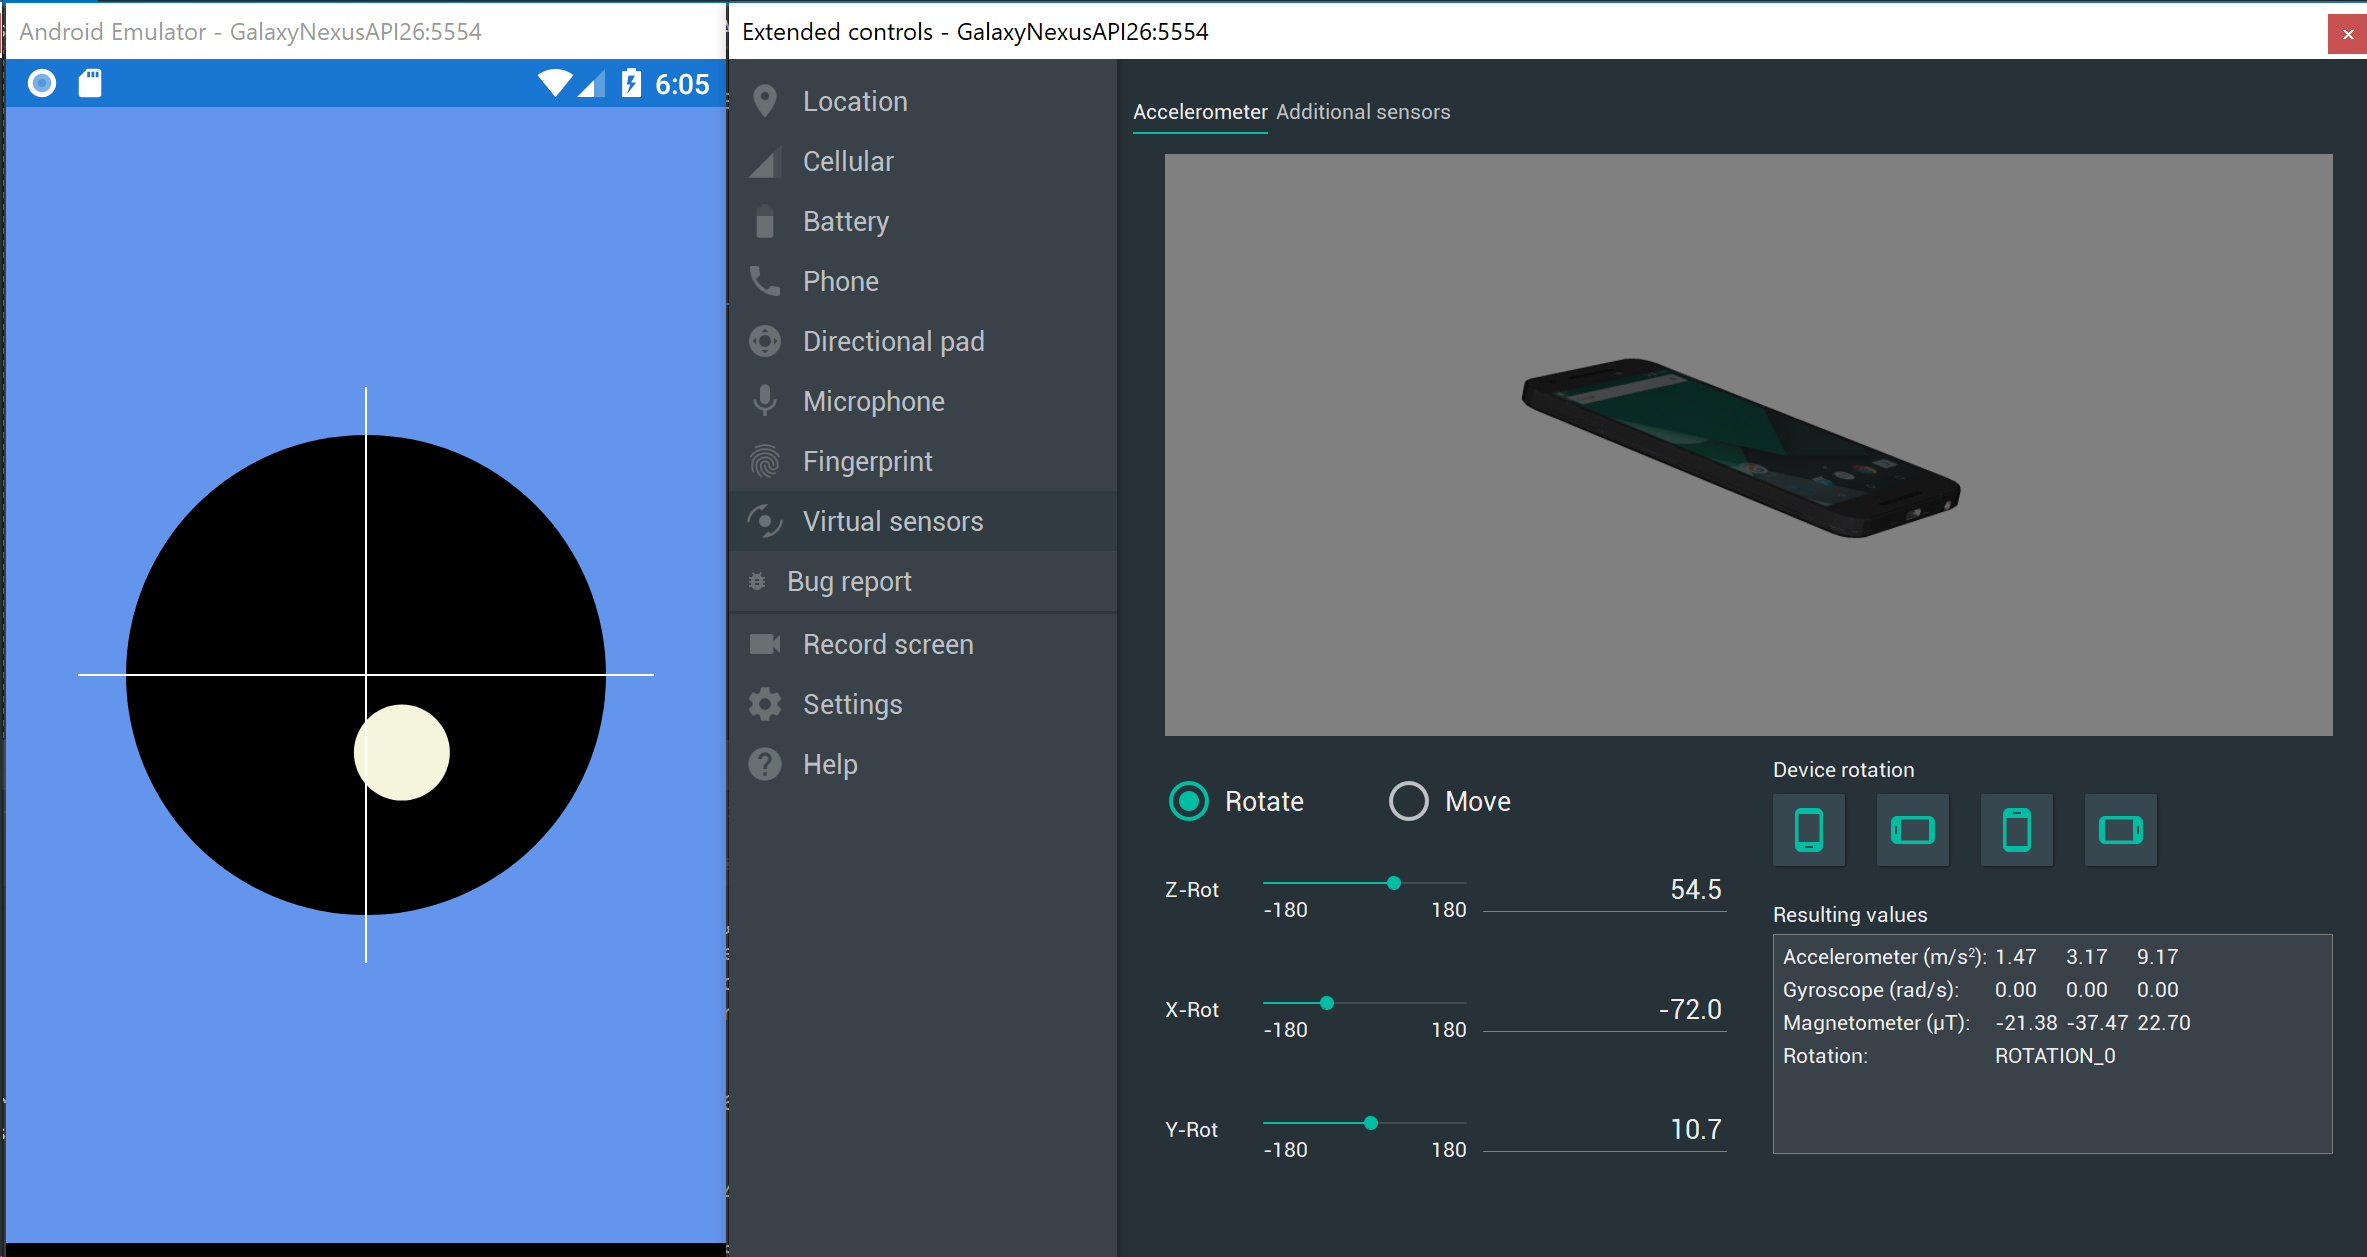 Android Emulator - GalaxyNexusAPI26:5554
6:05
Extended controls - GalaxyNexusAPI26:5554
Location
Cellular
Battery
Phone
Directional pad
Microphone
Fingerprint
Virtual sensors
Bug report
Record screen
Settings
Help
Accelerometer Additional sensors
Rotate Move
Z-Rot -180 180 54.5
X-Rot -180 180 -72.0
Y-Rot -180 180 10.7
Device rotation
Resulting values
Accelerometer (m/s²): 1.47 3.17 9.17
Gyroscope (rad/s): 0.00 0.00 0.00
Magnetometer (μT): -21.38 -37.47 22.70
Rotation: ROTATION_0